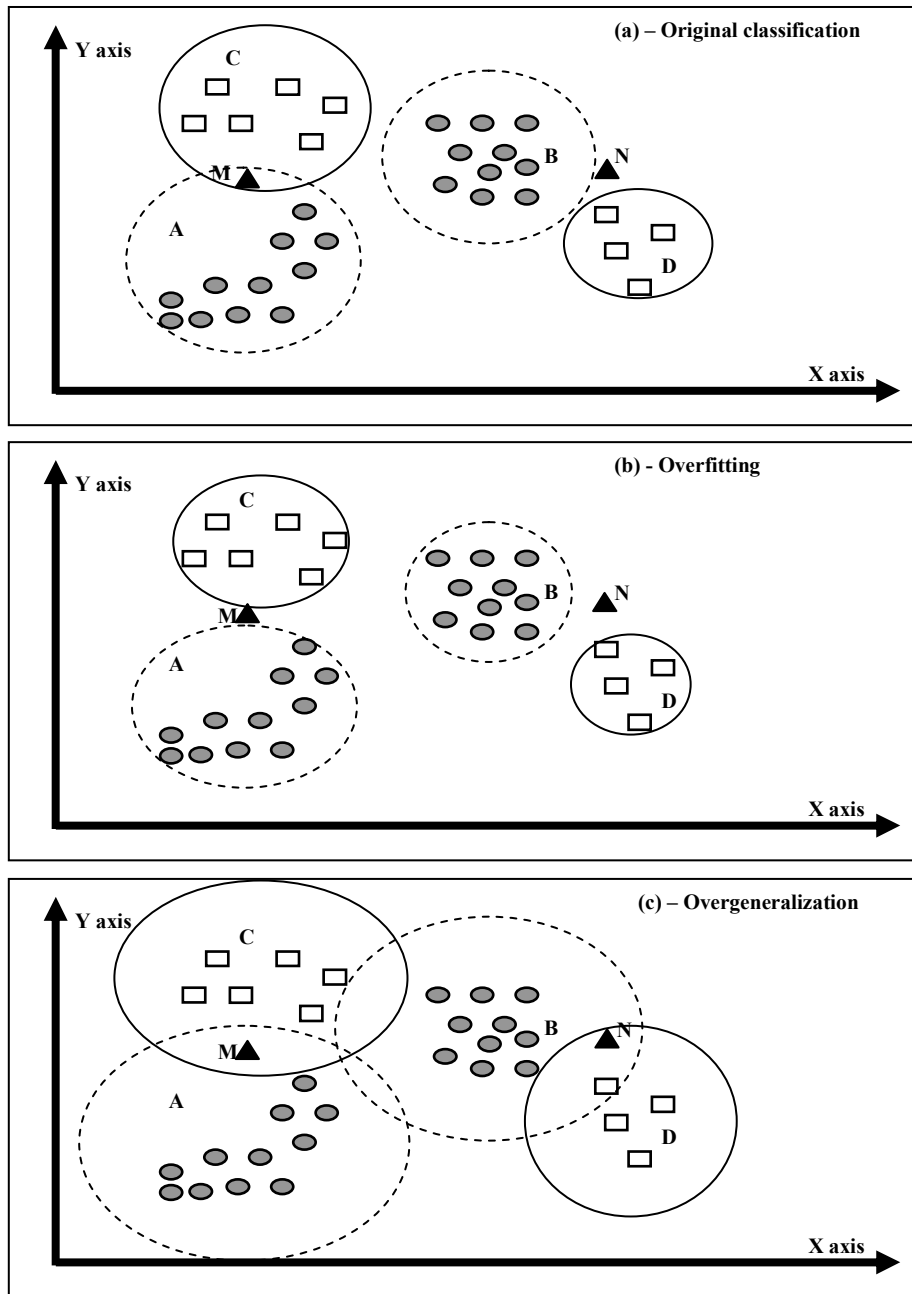 (a) – Original classification
Y axis
C
M
B
N
A
D
X axis
(b) - Overfitting
Y axis
C
B
N
M
A
D
X axis
(c) – Overgeneralization
Y axis
C
B
N
M
A
D
X axis